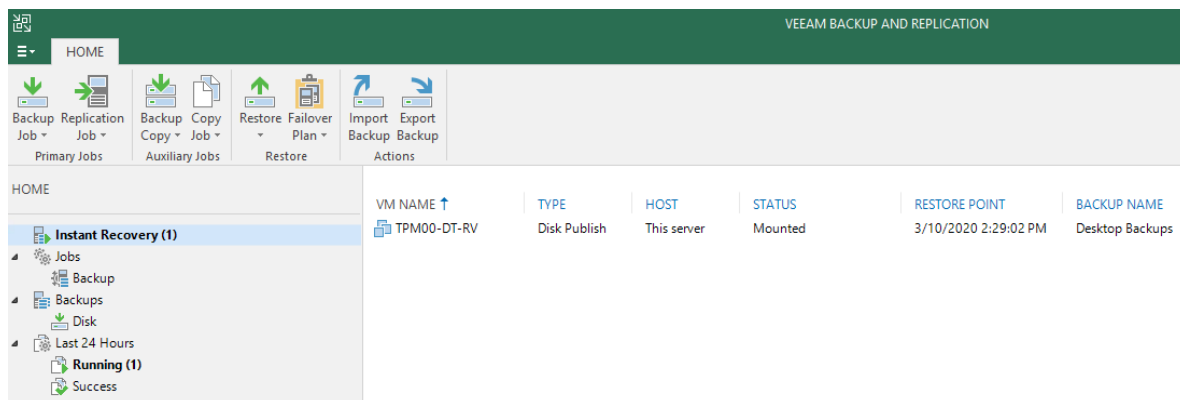 VEEAM BACKUP AND REPLICATION
HOME
Backup Job
Replication Job
Backup Copy
Copy Job
Restore
Failover Plan
Import Backup
Export Backup
Primary Jobs
Auxiliary Jobs
Restore
Actions
HOME
Instant Recovery (1)
Jobs
Backup
Backups
Disk
Last 24 Hours
Running (1)
Success
VM NAME TYPE HOST STATUS RESTORE POINT BACKUP NAME
TPM00-DT-RV Disk Publish This server Mounted 3/10/2020 2:29:02 PM Desktop Backups